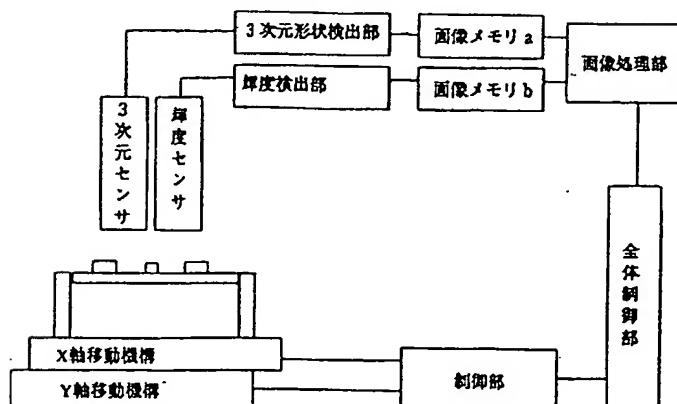 3次元形状検出部
画像メモリa
画像処理部
輝度検出部
画像メモリb
3次元センサ
輝度センサ
全体制御部
X軸移動機構
Y軸移動機構
制御部